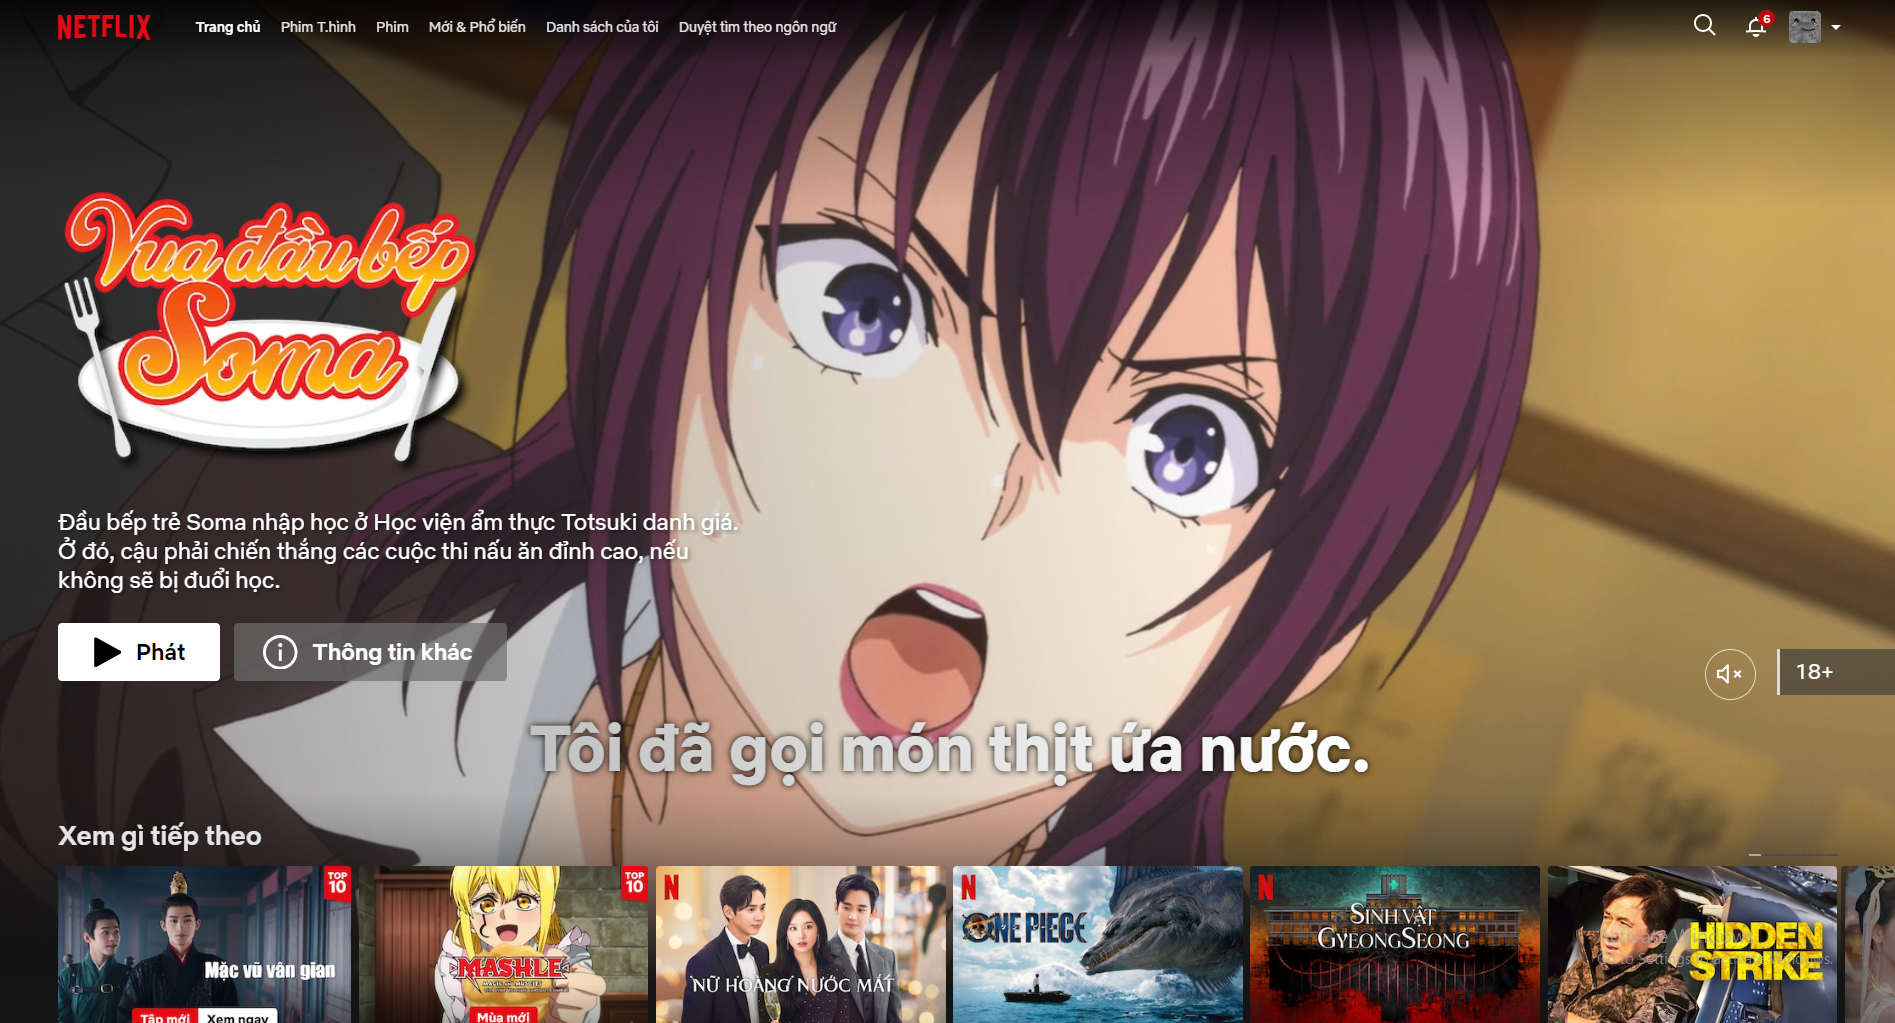 NETFLIX
Trang chủ
Phim T.hình
Phim
Mới & Phổ biến
Danh sách của tôi
Duyệt tìm theo ngôn ngữ
6
Vua đầu bếp
Soma
Đầu bếp trẻ Soma nhập học ở Học viện ẩm thực Totsuki danh giá.
Ở đó, cậu phải chiến thắng các cuộc thi nấu ăn đỉnh cao, nếu
không sẽ bị đuổi học.
Phát
Thông tin khác
18+
Tôi đã gọi món thịt ứa nước.
Xem gì tiếp theo
TOP
10
Mặc vũ vân gian
Tập mới
Xem ngay
TOP
10
MASHLE
MAGIC AND MUSCLES
Mùa mới
N
NỮ HOÀNG NƯỚC MẮT
N
ONE PIECE
N
SINH VẬT
GYEONGSEONG
HIDDEN
STRIKE